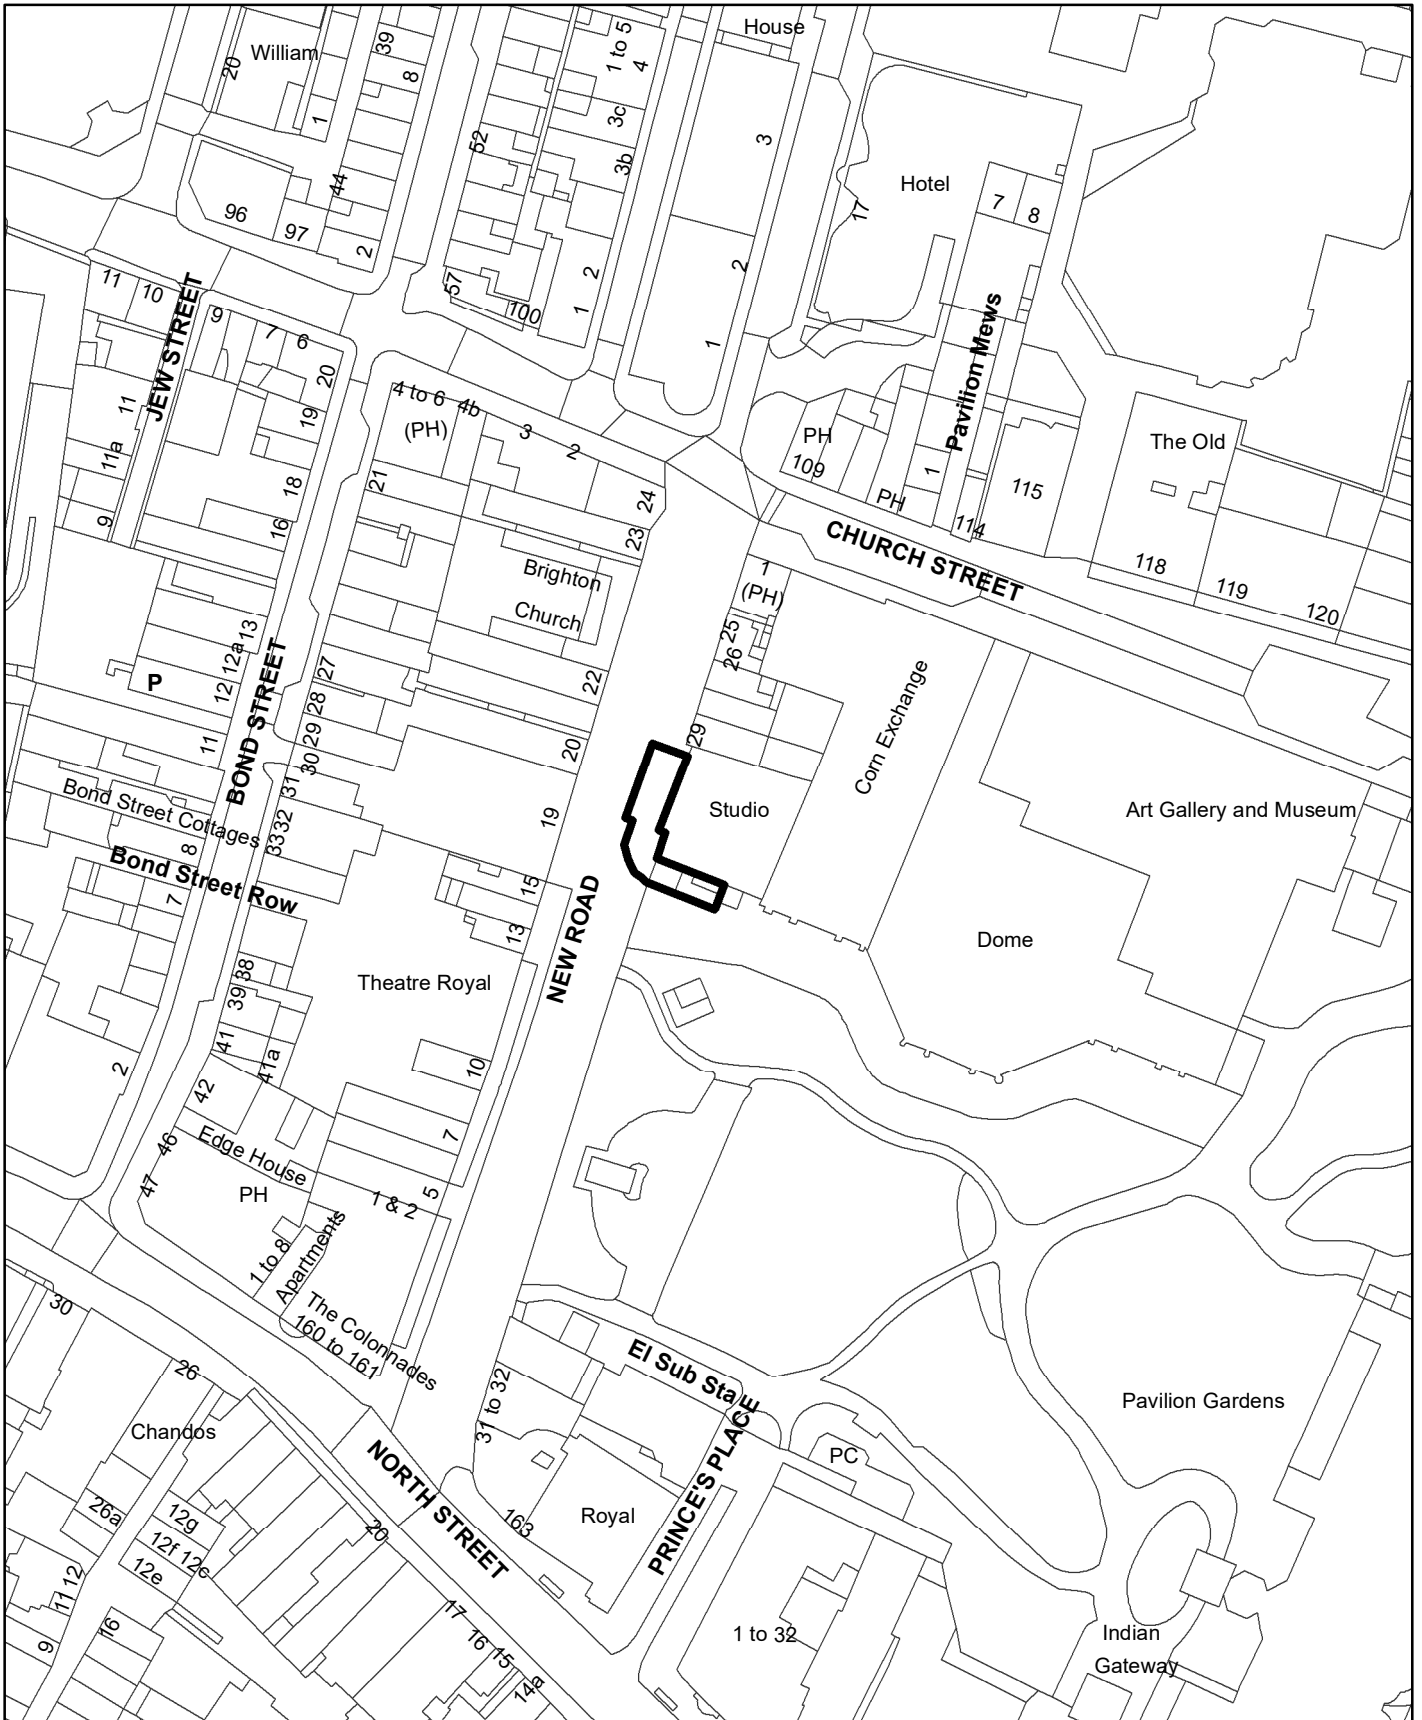 House
William
20
39
8
1
1 to 5
4
3c
3b
3
52
44
96
97
2
Hotel
17
7
8
57
100
1
2
2
1
11
10
JEW STREET
9
7
6
20
19
11
11a
9
18
16
4 to 6
4b
(PH)
3
2
21
24
23
PH
109
PH
1
Pavilion Mews
114
115
The Old
118
119
120
CHURCH STREET
Brighton
Church
1
(PH)
25
26
29
22
20
19
13
12a
12
P
11
BOND STREET
27
28
29
30
31
32
33
Bond Street Cottages
8
Bond Street Row
7
Corn Exchange
Studio
Art Gallery and Museum
Dome
15
13
NEW ROAD
Theatre Royal
38
39
41
41a
42
2
10
7
5
46
47
Edge House
PH
1 & 2
1 to 8
Apartments
The Colonnades
160 to 161
30
26
Chandos
26a
12g
12f
12c
12e
12
11
9
16
NORTH STREET
20
17
16
15
14a
31 to 32
163
Royal
El Sub Sta
PRINCE'S PLACE
PC
1 to 32
Pavilion Gardens
Indian
Gateway